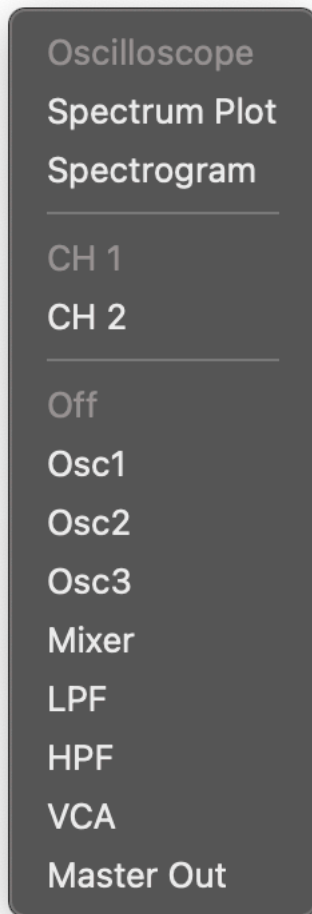 Oscilloscope
Spectrum Plot
Spectrogram
CH 1
CH 2
Off
Osc1
Osc2
Osc3
Mixer
LPF
HPF
VCA
Master Out